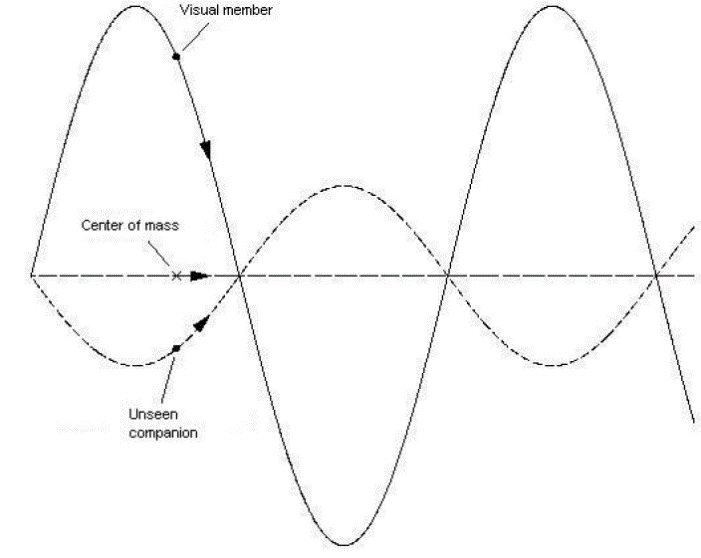 Visual member
Center of mass
Unseen
companion